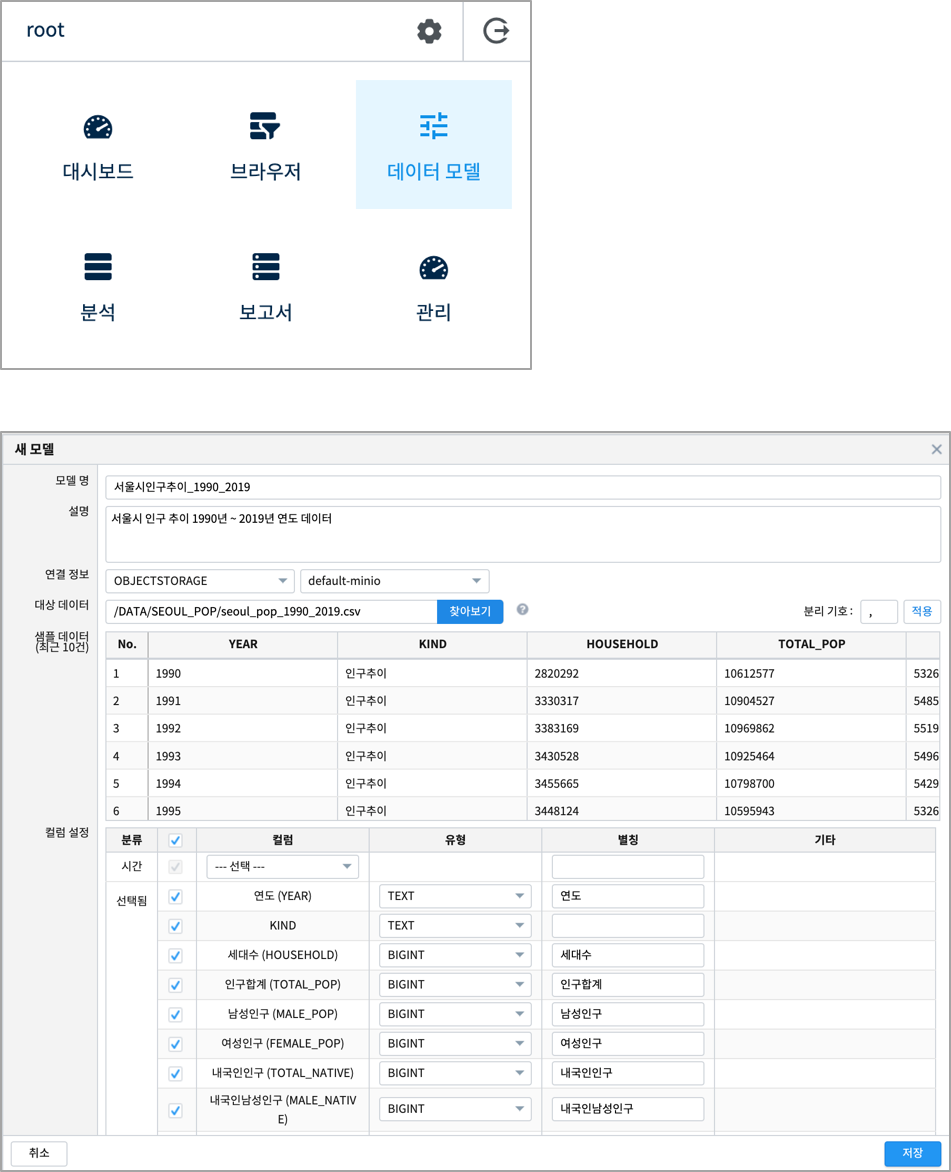 root
대시보드 브라우저 데이터 모델
분석 보고서 관리
새 모델
모델 명 서울시인구추이_1990_2019
설명 서울시 인구 추이 1990년 ~ 2019년 연도 데이터
연결 정보 OBJECTSTORAGE default-minio
대상 데이터 /DATA/SEOUL_POP/seoul_pop_1990_2019.csv 찾아보기 ? 분리 기호 : , 적용
샘플 데이터
(최근 10건)
No. YEAR KIND HOUSEHOLD TOTAL_POP
1 1990 인구추이 2820292 10612577 5326
2 1991 인구추이 3330317 10904527 5485
3 1992 인구추이 3383169 10969862 5519
4 1993 인구추이 3430528 10925464 5496
5 1994 인구추이 3455665 10798700 5429
6 1995 인구추이 3448124 10595943 5326
컬럼 설정
분류 컬럼 유형 별칭 기타
시간 --- 선택 ---
선택됨 연도 (YEAR) TEXT 연도
KIND TEXT
세대수 (HOUSEHOLD) BIGINT 세대수
인구합계 (TOTAL_POP) BIGINT 인구합계
남성인구 (MALE_POP) BIGINT 남성인구
여성인구 (FEMALE_POP) BIGINT 여성인구
내국인인구 (TOTAL_NATIVE) BIGINT 내국인인구
내국인남성인구 (MALE_NATIV
E) BIGINT 내국인남성인구
취소 저장